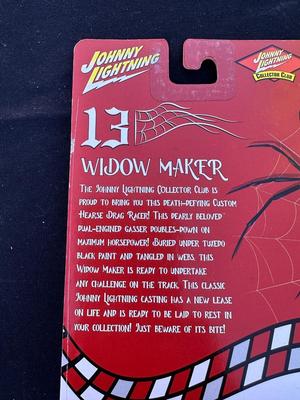 JOHNNY
LIGHTNING
JOHNNY
LIGHTNING
COLLECTOR CLUB
13
WIDOW MAKER
THE JOHNNY LIGHTNING COLLECTOR CLUB IS
PROUD TO BRING YOU THIS DEATH-DEFYING CUSTOM
HEARSE DRAG RACER! THIS DEARLY BELOVED
DUAL-ENGINED GASSER DOUBLES-DOWN ON
MAXIMUM HORSEPOWER! BURIED UNDER TUXEDO
BLACK PAINT AND TANGLED IN WEBS, THIS
WIDOW MAKER IS READY TO UNDERTAKE
ANY CHALLENGE ON THE TRACK. THIS CLASSIC
JOHNNY LIGHTNING CASTING HAS A NEW LEASE
ON LIFE AND IS READY TO BE LAID TO REST IN
YOUR COLLECTION! JUST BEWARE OF ITS BITE!